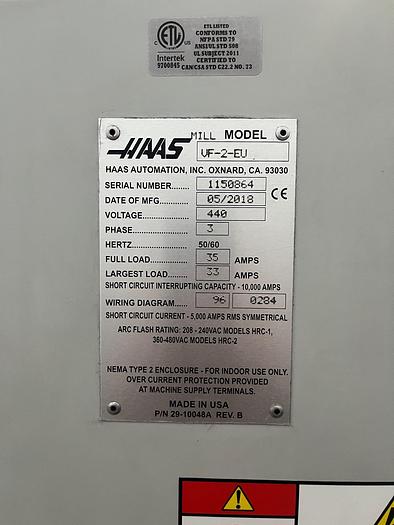 ETL LISTED
CONFORMS TO
NFPA STD 79
ANSI/UL STD 508
UL SUBJECT 2011
CERTIFIED TO
CAN/CSA STD C22.2 NO. 73
C ETL US
Intertek
9700845
HAAS MILL MODEL
VF-2-EU
HAAS AUTOMATION, INC. OXNARD, CA. 93030
SERIAL NUMBER....... 1150864
DATE OF MFG........... 05/2018 CE
VOLTAGE.................. 440
PHASE....................... 3
HERTZ 50/60
FULL LOAD............... 35 AMPS
LARGEST LOAD........ 33 AMPS
SHORT CIRCUIT INTERRUPTING CAPACITY - 10,000 AMPS
WIRING DIAGRAM....... 96 0284
SHORT CIRCUIT CURRENT - 5,000 AMPS RMS SYMMETRICAL
ARC FLASH RATING: 208 - 240VAC MODELS HRC-1,
360-480VAC MODELS HRC-2
NEMA TYPE 2 ENCLOSURE - FOR INDOOR USE ONLY.
OVER CURRENT PROTECTION PROVIDED
AT MACHINE SUPPLY TERMINALS.
MADE IN USA
P/N 29-10048A REV. B